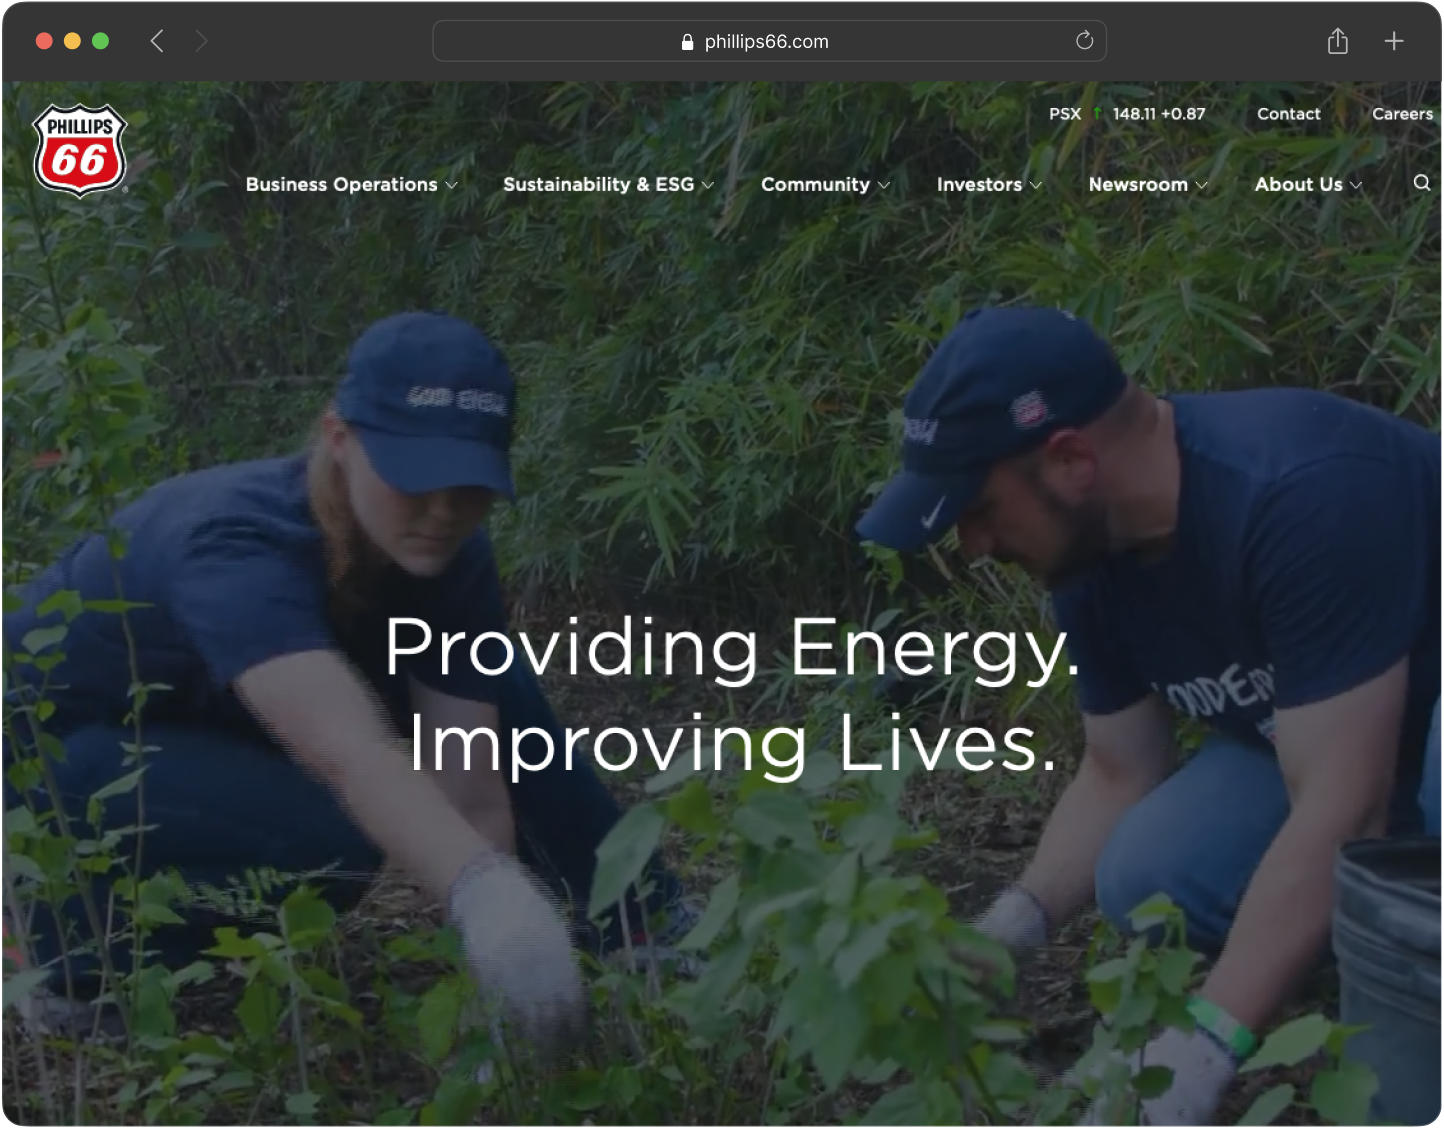 phillips66.com
PHILLIPS
66
PSX ↑ 148.11 +0.87 Contact Careers
Business Operations Sustainability & ESG Community Investors Newsroom About Us
Providing Energy.
Improving Lives.